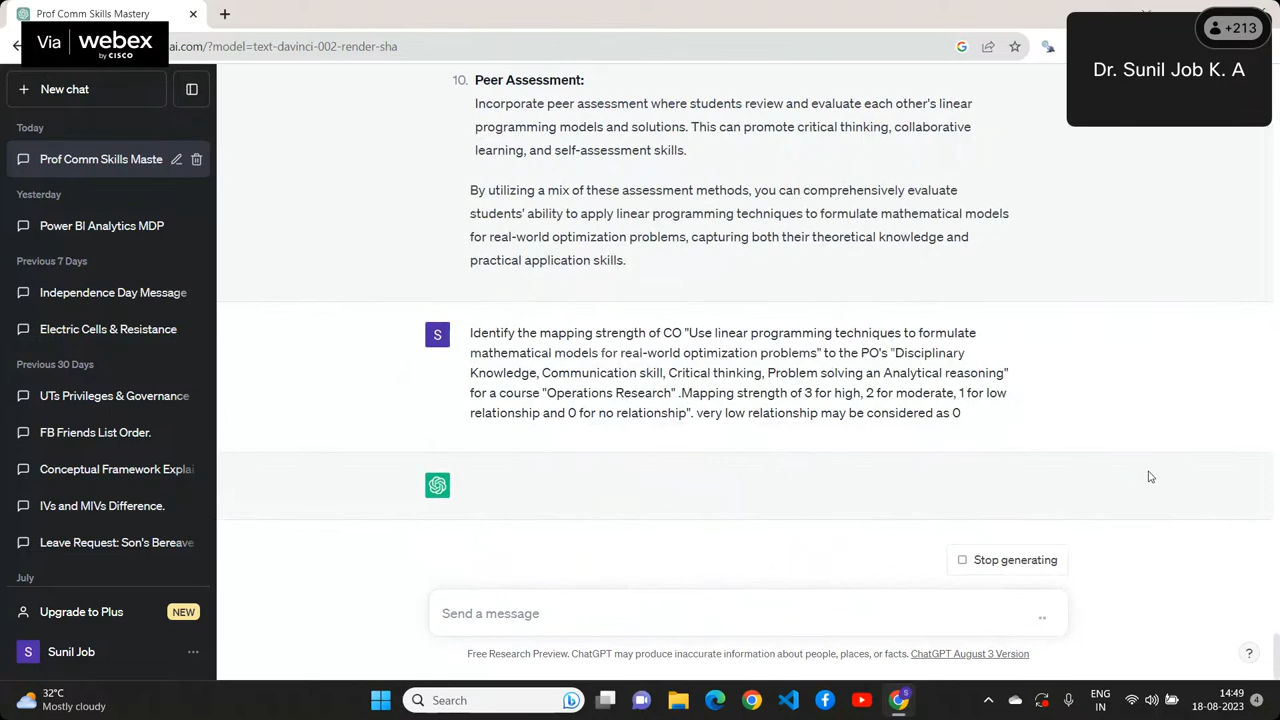 Prof Comm Skills Mastery
Via webex
by CISCO
ai.com/?model=text-davinci-002-render-sha
+213
Dr. Sunil Job K. A
New chat
Today
Prof Comm Skills Maste
Yesterday
Power BI Analytics MDP
Previous 7 Days
Independence Day Message
Electric Cells & Resistance
Previous 30 Days
UTs Privileges & Governance
FB Friends List Order.
Conceptual Framework Explai
IVs and MIVs Difference.
Leave Request: Son's Bereave
July
Upgrade to Plus NEW
S Sunil Job
10. Peer Assessment:
Incorporate peer assessment where students review and evaluate each other's linear
programming models and solutions. This can promote critical thinking, collaborative
learning, and self-assessment skills.
By utilizing a mix of these assessment methods, you can comprehensively evaluate
students' ability to apply linear programming techniques to formulate mathematical models
for real-world optimization problems, capturing both their theoretical knowledge and
practical application skills.
S
Identify the mapping strength of CO "Use linear programming techniques to formulate
mathematical models for real-world optimization problems" to the PO's "Disciplinary
Knowledge, Communication skill, Critical thinking, Problem solving an Analytical reasoning"
for a course "Operations Research" .Mapping strength of 3 for high, 2 for moderate, 1 for low
relationship and 0 for no relationship". very low relationship may be considered as 0
Stop generating
Send a message
Free Research Preview. ChatGPT may produce inaccurate information about people, places, or facts. ChatGPT August 3 Version
?
32°C
Mostly cloudy
Search
ENG
IN
14:49
18-08-2023
4